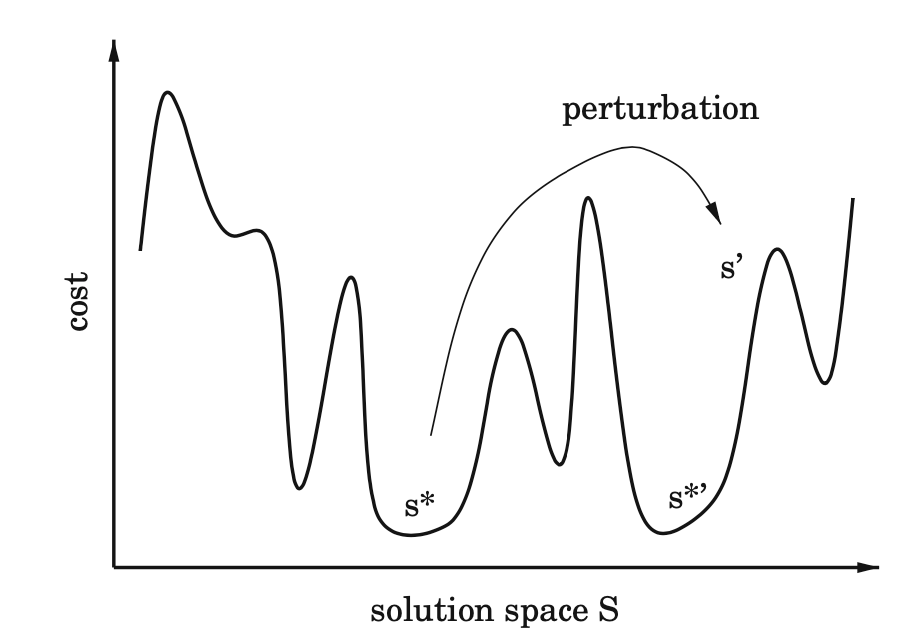 perturbation
s’
cost
s*
s*’
solution space S